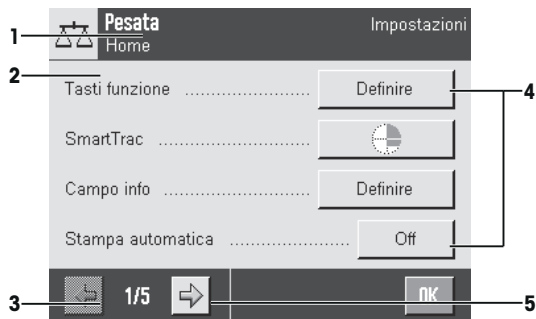 Pesata
Home
Impostazioni
1
2
Tasti funzione ........................ Definire
4
SmartTrac .............................
Campo info ............................ Definire
Stampa automatica ...................... Off
3
1/5
OK
5